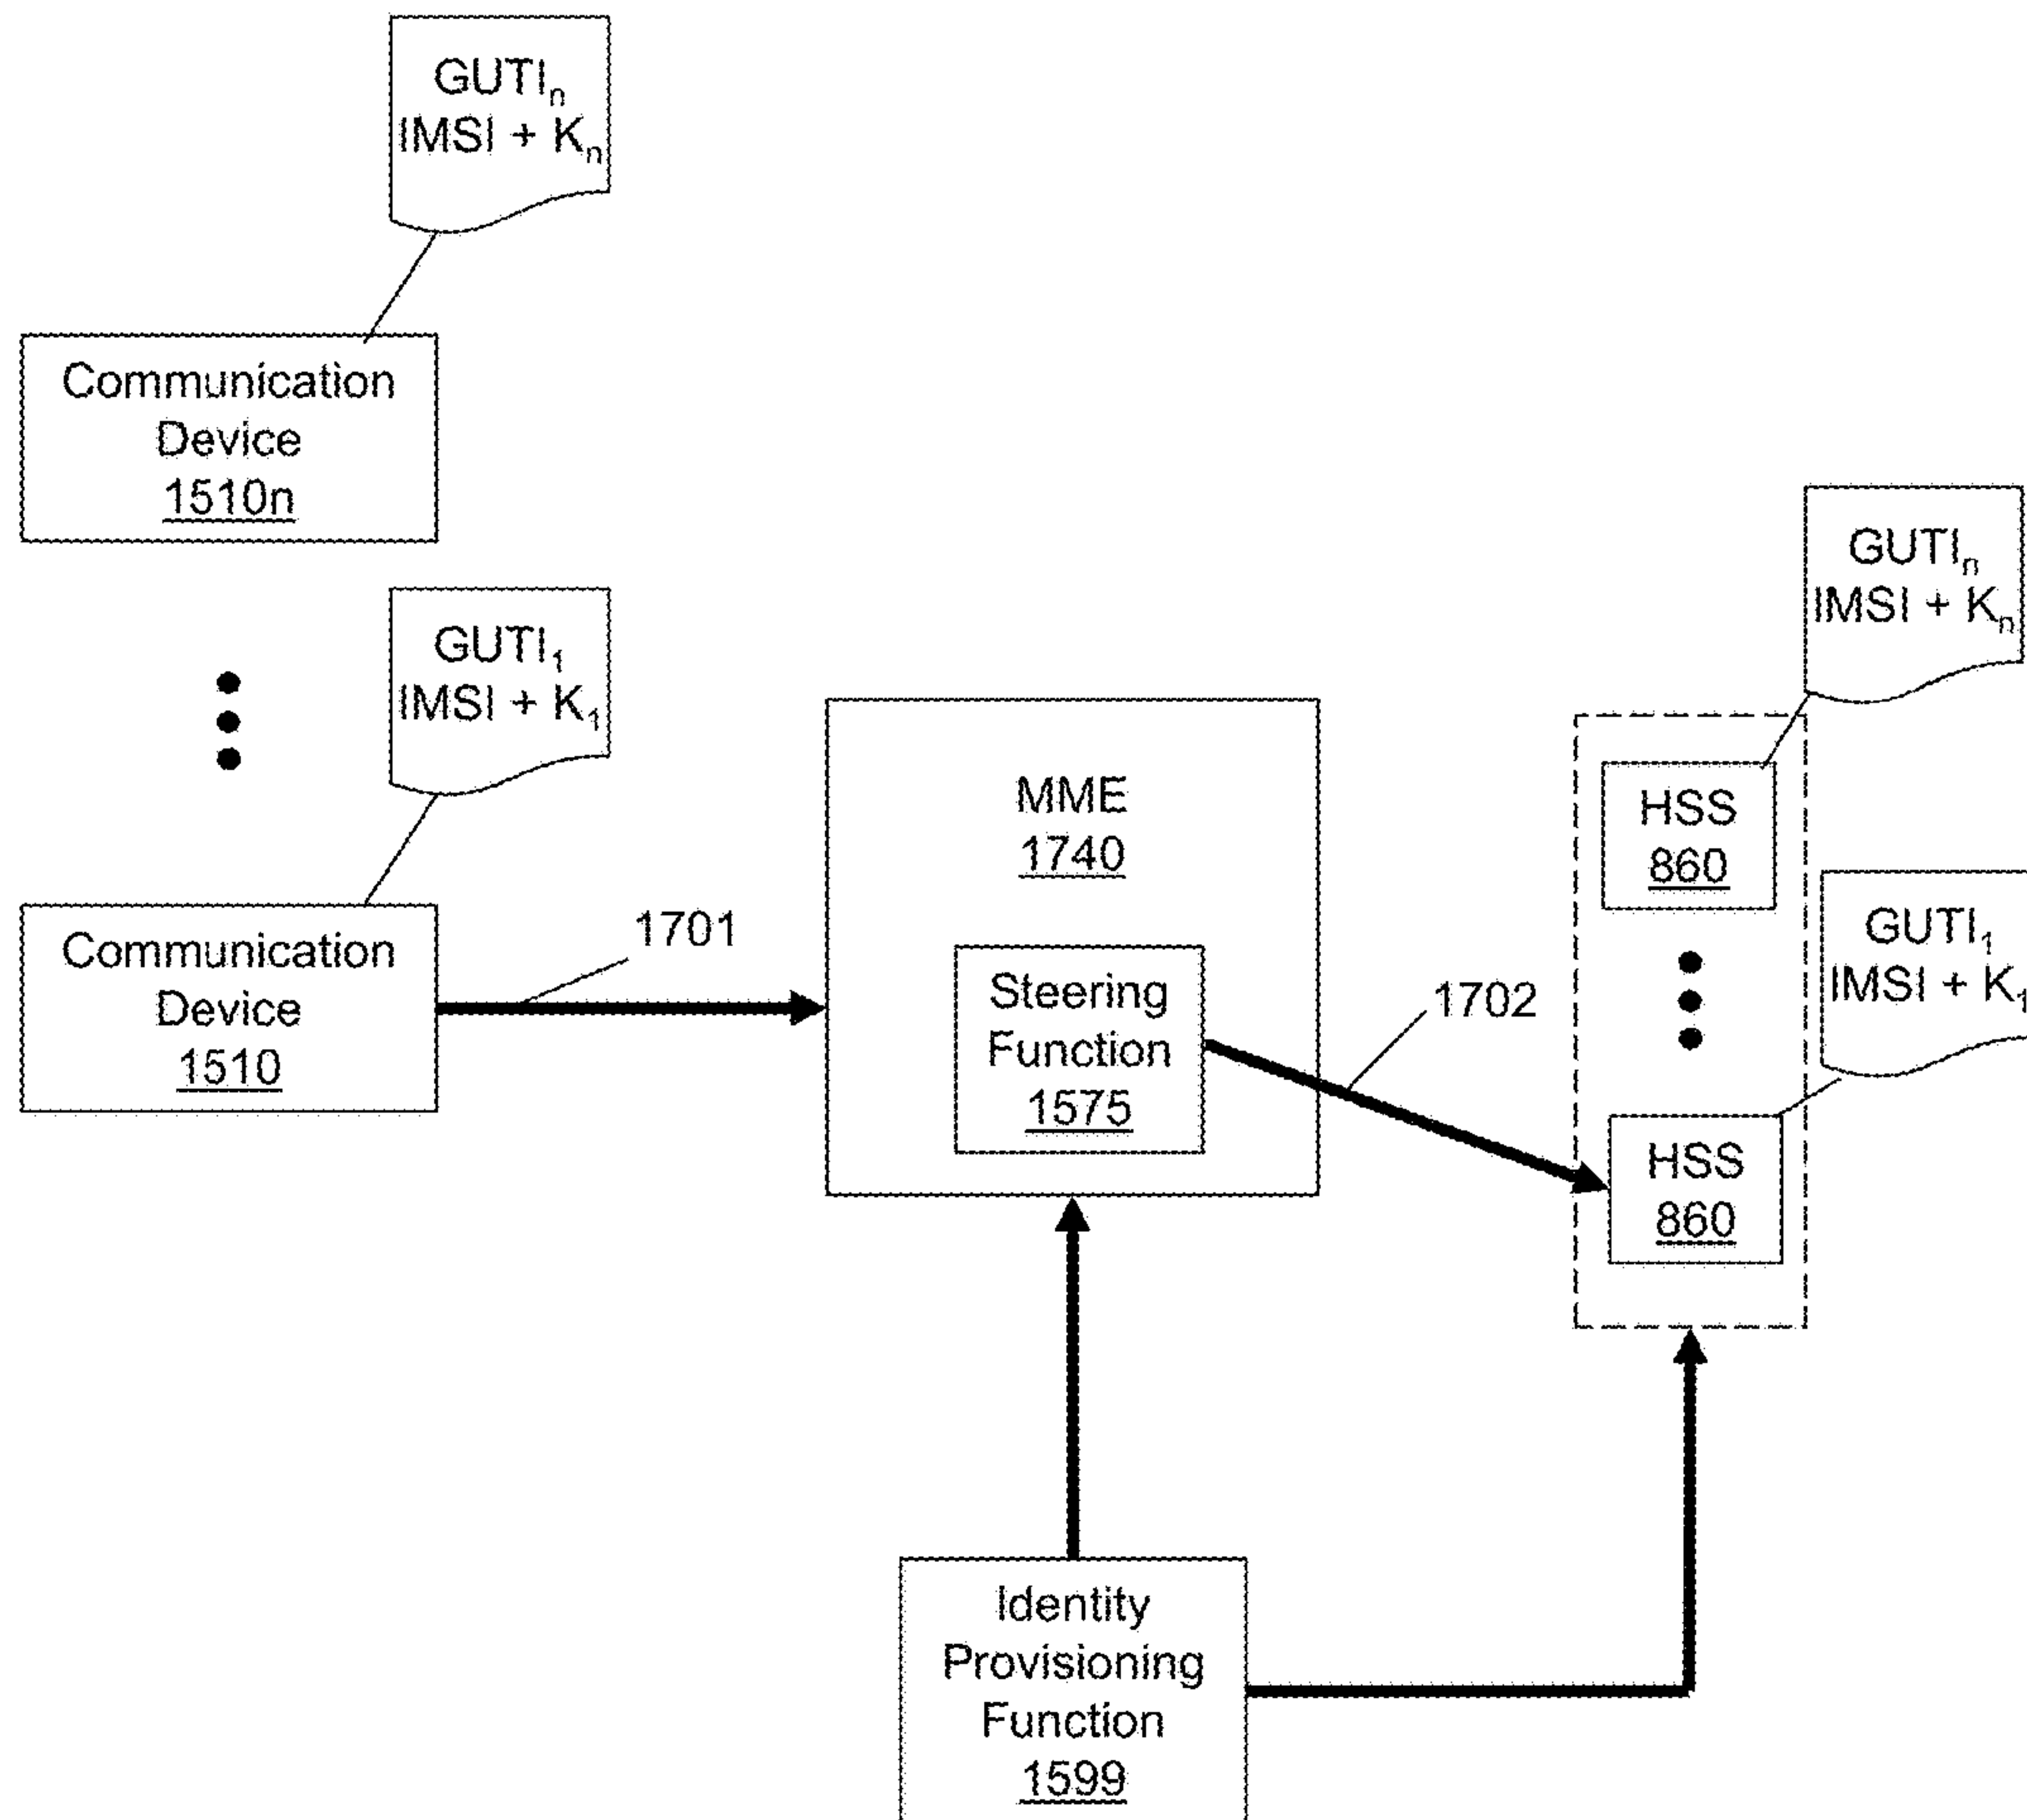 GUTIn
IMSI + Kn
Communication
Device
1510n
GUTI1
IMSI + K1
Communication
Device
1510
1701
MME
1740
Steering
Function
1575
1702
GUTIn
IMSI + Kn
HSS
860
GUTI1
IMSI + K1
HSS
860
Identity
Provisioning
Function
1599